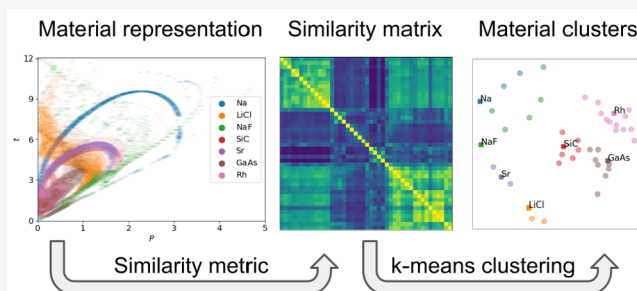 Material representation
Similarity matrix
Material clusters
12
9
6
3
0
t
0
1
2
3
4
5
P
Na
LiCl
NaF
SiC
Sr
GaAs
Rh
Na
Rh
NaF
SiC
GaAs
Sr
LiCl
Similarity metric
k-means clustering